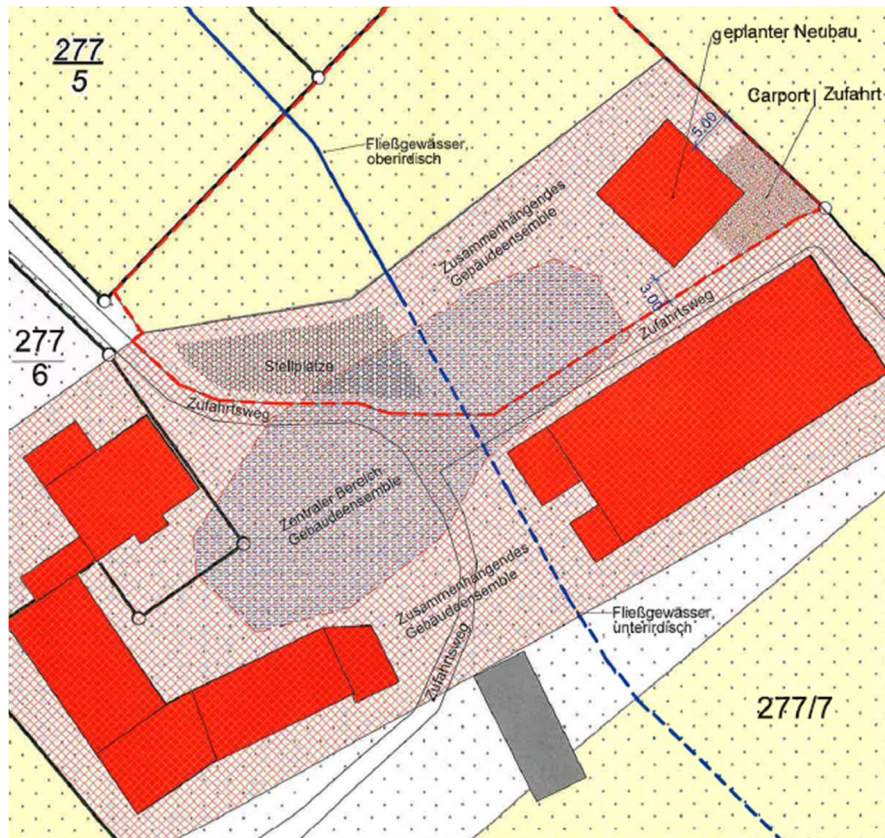 277
5
geplanter Neubau
Carport Zufahrt
5.00
Fließgewässer,
oberirdisch
Zusammenhängendes
Gebäudeensemble
3.00
Zufahrtsweg
277
6
Stellplätze
Zufahrtsweg
Zentraler Bereich
Gebäudeensemble
Zusammenhängendes
Gebäudeensemble
Fließgewässer,
unterirdisch
Zufahrtsweg
277/7